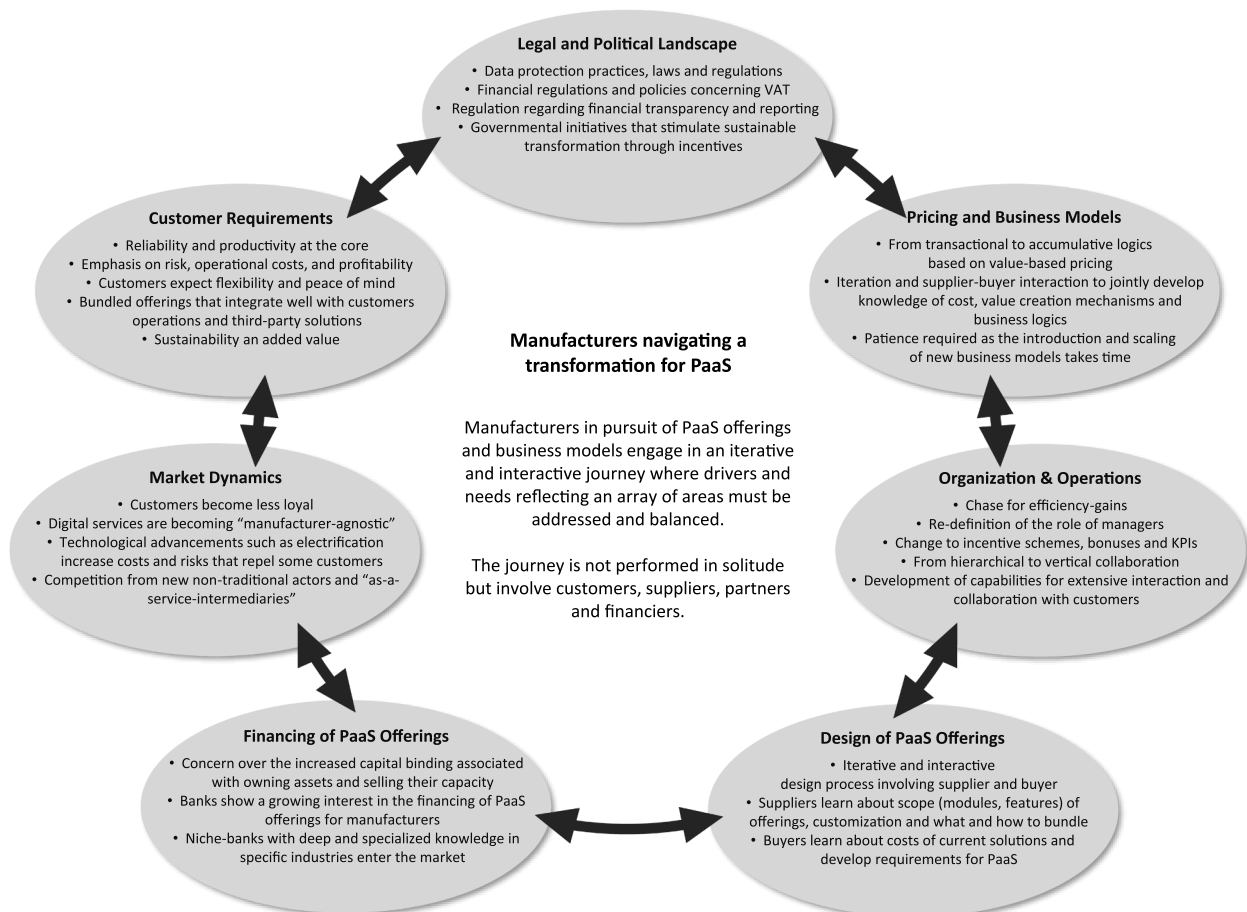 Legal and Political Landscape
• Data protection practices, laws and regulations
• Financial regulations and policies concerning VAT
• Regulation regarding financial transparency and reporting
• Governmental initiatives that stimulate sustainable
transformation through incentives
Customer Requirements
• Reliability and productivity at the core
• Emphasis on risk, operational costs, and profitability
• Customers expect flexibility and peace of mind
• Bundled offerings that integrate well with customers
operations and third-party solutions
• Sustainability an added value
Pricing and Business Models
• From transactional to accumulative logics
based on value-based pricing
• Iteration and supplier-buyer interaction to jointly develop
knowledge of cost, value creation mechanisms and
business logics
• Patience required as the introduction and scaling
of new business models takes time
Manufacturers navigating a
transformation for PaaS
Manufacturers in pursuit of PaaS offerings
and business models engage in an iterative
and interactive journey where drivers and
needs reflecting an array of areas must be
addressed and balanced.
The journey is not performed in solitude
but involve customers, suppliers, partners
and financiers.
Market Dynamics
• Customers become less loyal
• Digital services are becoming “manufacturer-agnostic”
• Technological advancements such as electrification
increase costs and risks that repel some customers
• Competition from new non-traditional actors and “as-a-
service-intermediaries”
Organization & Operations
• Chase for efficiency-gains
• Re-definition of the role of managers
• Change to incentive schemes, bonuses and KPIs
• From hierarchical to vertical collaboration
• Development of capabilities for extensive interaction and
collaboration with customers
Financing of PaaS Offerings
• Concern over the increased capital binding associated
with owning assets and selling their capacity
• Banks show a growing interest in the financing of PaaS
offerings for manufacturers
• Niche-banks with deep and specialized knowledge in
specific industries enter the market
Design of PaaS Offerings
• Iterative and interactive
design process involving supplier and buyer
• Suppliers learn about scope (modules, features) of
offerings, customization and what and how to bundle
• Buyers learn about costs of current solutions and
develop requirements for PaaS